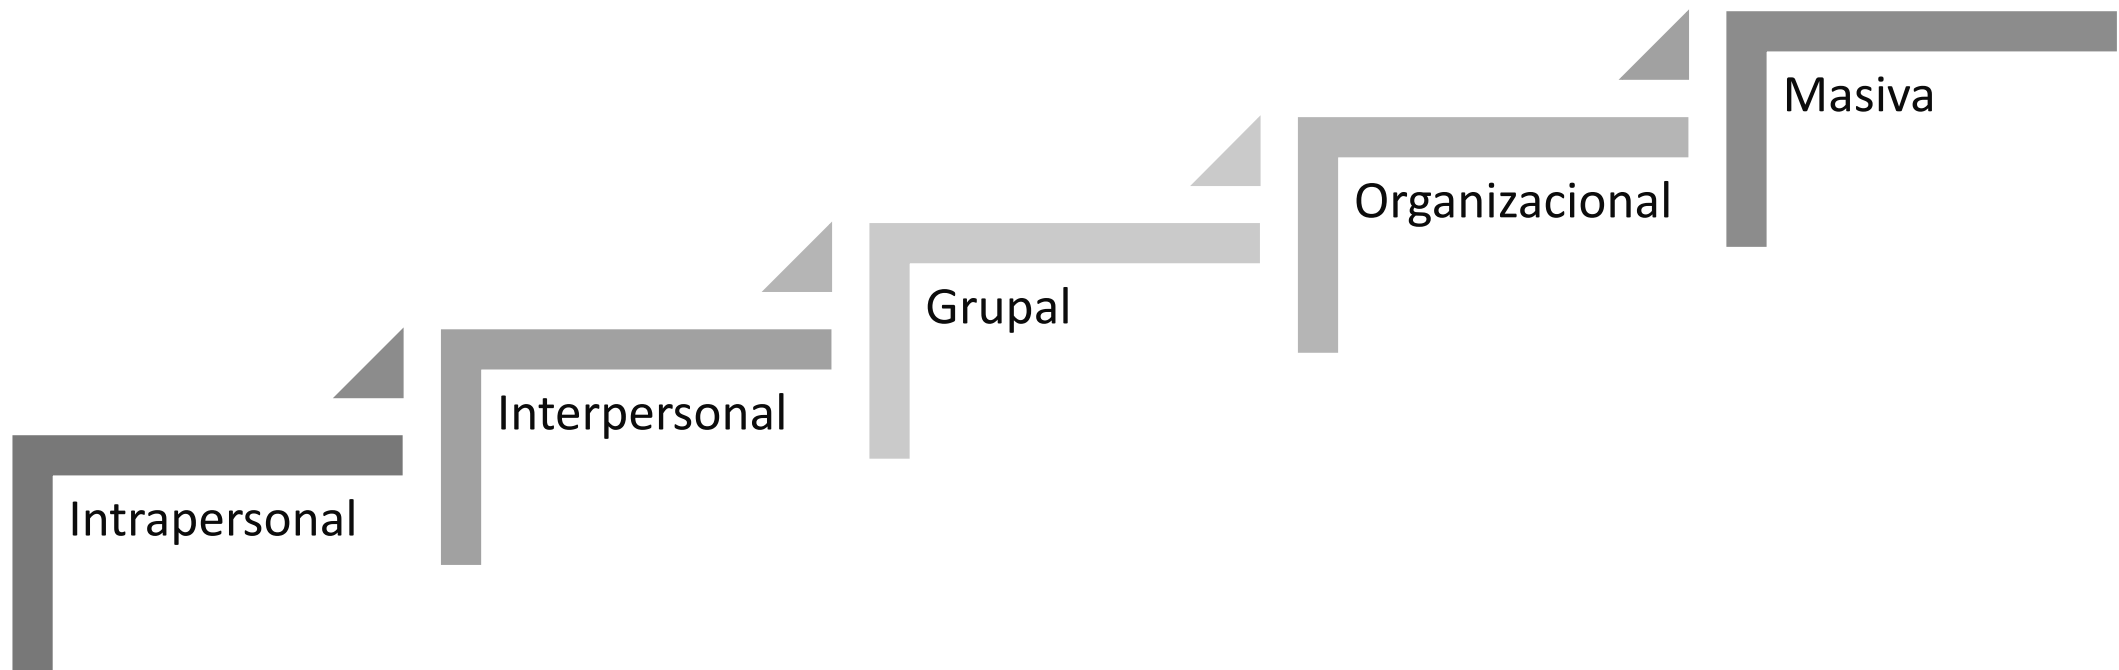 Intrapersonal
Interpersonal
Grupal
Organizacional
Masiva